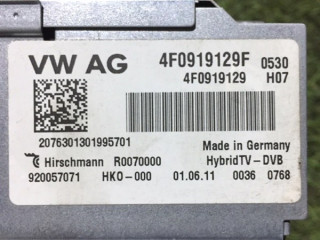 VW AG 4F0919129F 0530
4F0919129 H07
2076301301995701 Made in Germany
Hirschmann R0070000 HybridTV-DVB
920057071 HKO-000 01.06.11 0036 0768